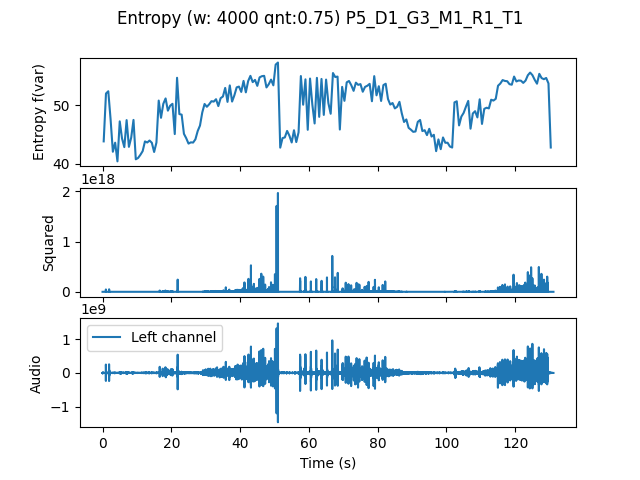 Entropy (w: 4000 qnt:0.75) P5_D1_G3_M1_R1_T1
Entropy f(var)
50
40
1e18
Squared
2
1
0
1e9
Audio
1
0
−1
Left channel
0 20 40 60 80 100 120
Time (s)